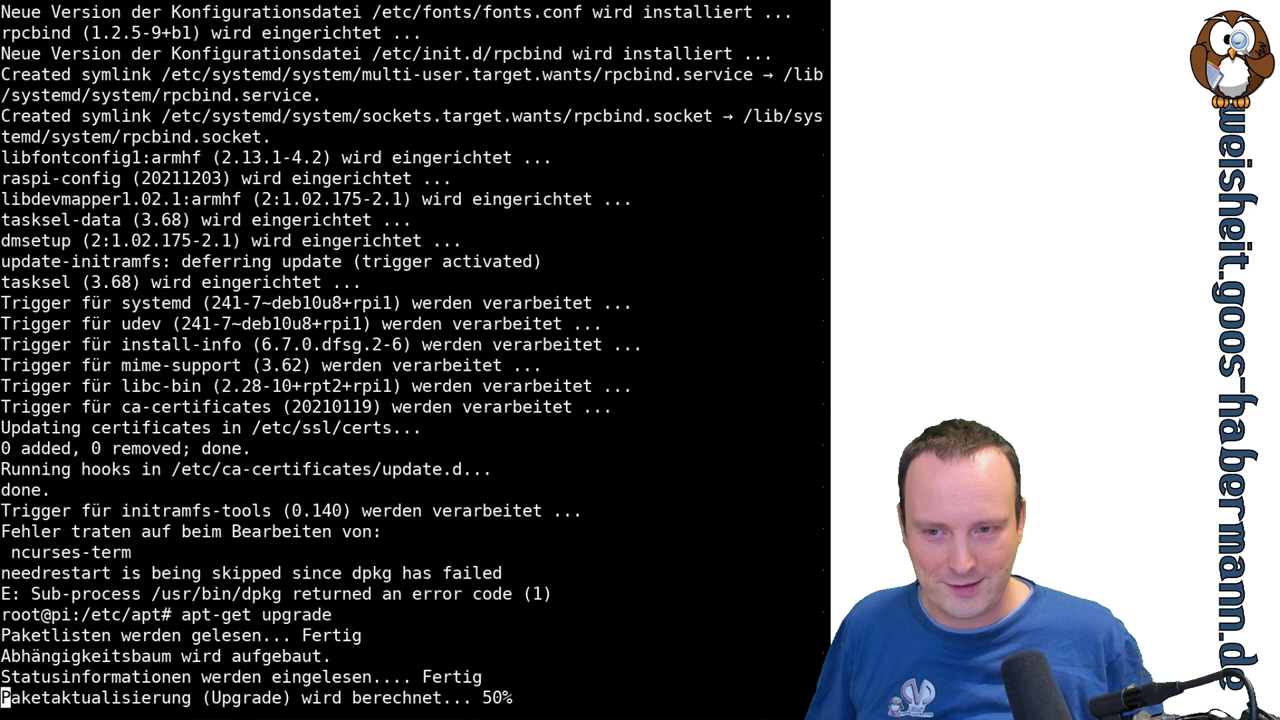 Neue Version der Konfigurationsdatei /etc/fonts/fonts.conf wird installiert ...
rpcbind (1.2.5-9+b1) wird eingerichtet ...
Neue Version der Konfigurationsdatei /etc/init.d/rpcbind wird installiert ...
Created symlink /etc/systemd/system/multi-user.target.wants/rpcbind.service → /lib
/systemd/system/rpcbind.service.
Created symlink /etc/systemd/system/sockets.target.wants/rpcbind.socket → /lib/sys
temd/system/rpcbind.socket.
libfontconfig1:armhf (2.13.1-4.2) wird eingerichtet ...
raspi-config (20211203) wird eingerichtet ...
libdevmapper1.02.1:armhf (2:1.02.175-2.1) wird eingerichtet ...
tasksel-data (3.68) wird eingerichtet ...
dmsetup (2:1.02.175-2.1) wird eingerichtet ...
update-initramfs: deferring update (trigger activated)
tasksel (3.68) wird eingerichtet ...
Trigger für systemd (241-7~deb10u8+rpi1) werden verarbeitet ...
Trigger für udev (241-7~deb10u8+rpi1) werden verarbeitet ...
Trigger für install-info (6.7.0.dfsg.2-6) werden verarbeitet ...
Trigger für mime-support (3.62) werden verarbeitet ...
Trigger für libc-bin (2.28-10+rpt2+rpi1) werden verarbeitet ...
Trigger für ca-certificates (20210119) werden verarbeitet ...
Updating certificates in /etc/ssl/certs...
0 added, 0 removed; done.
Running hooks in /etc/ca-certificates/update.d...
done.
Trigger für initramfs-tools (0.140) werden verarbeitet ...
Fehler traten auf beim Bearbeiten von:
 ncurses-term
needrestart is being skipped since dpkg has failed
E: Sub-process /usr/bin/dpkg returned an error code (1)
root@pi:/etc/apt# apt-get upgrade
Paketlisten werden gelesen... Fertig
Abhängigkeitsbaum wird aufgebaut.
Statusinformationen werden eingelesen.... Fertig
Paketaktualisierung (Upgrade) wird berechnet... 50%
weisheit.goos-habermann.de